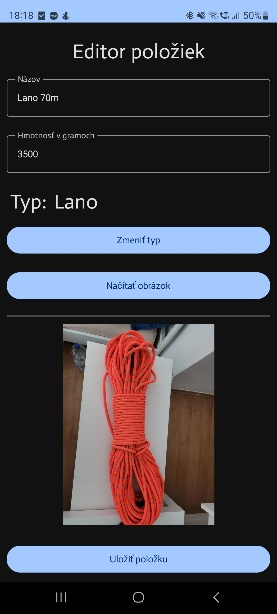 18:18
50%
Editor položiek
Názov
Lano 70m
Hmotnosť v gramoch
3500
Typ: Lano
Zmeniť typ
Načítať obrázok
Uložiť položku